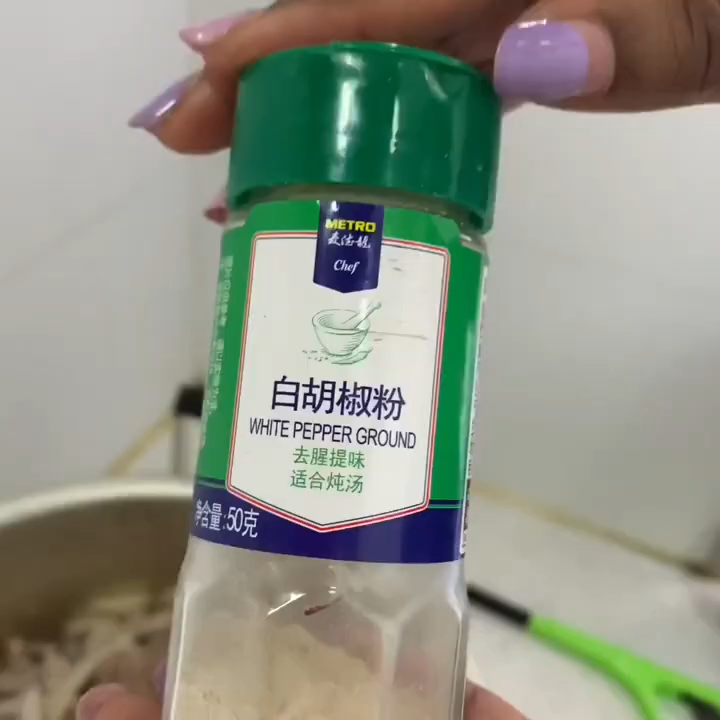 METRO
麦德龙
Chef
白胡椒粉
WHITE PEPPER GROUND
去腥提味
适合炖汤
净含量:50克